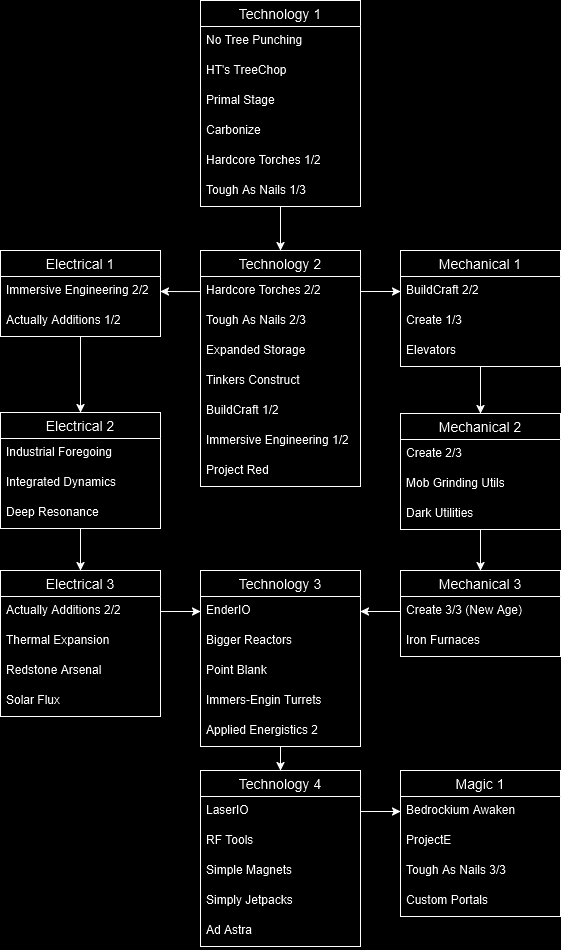 Technology 1
No Tree Punching
HT's TreeChop
Primal Stage
Carbonize
Hardcore Torches 1/2
Tough As Nails 1/3
Electrical 1
Immersive Engineering 2/2
Actually Additions 1/2
Technology 2
Hardcore Torches 2/2
Tough As Nails 2/3
Expanded Storage
Tinkers Construct
BuildCraft 1/2
Immersive Engineering 1/2
Project Red
Mechanical 1
BuildCraft 2/2
Create 1/3
Elevators
Electrical 2
Industrial Foregoing
Integrated Dynamics
Deep Resonance
Mechanical 2
Create 2/3
Mob Grinding Utils
Dark Utilities
Electrical 3
Actually Additions 2/2
Thermal Expansion
Redstone Arsenal
Solar Flux
Technology 3
EnderIO
Bigger Reactors
Point Blank
Immers-Engin Turrets
Applied Energistics 2
Mechanical 3
Create 3/3 (New Age)
Iron Furnaces
Technology 4
LaserIO
RF Tools
Simple Magnets
Simply Jetpacks
Ad Astra
Magic 1
Bedrockium Awaken
ProjectE
Tough As Nails 3/3
Custom Portals